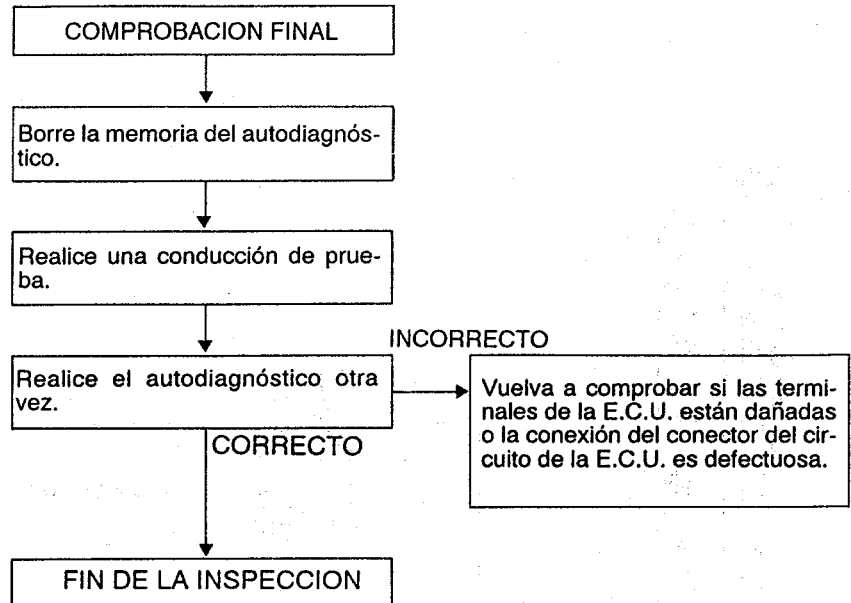 COMPROBACION FINAL
Borre la memoria del autodiagnós-
tico.
Realice una conducción de prue-
ba.
INCORRECTO
Realice el autodiagnóstico otra
vez.
CORRECTO
Vuelva a comprobar si las termi-
nales de la E.C.U. están dañadas
o la conexión del conector del cir-
cuito de la E.C.U. es defectuosa.
FIN DE LA INSPECCION